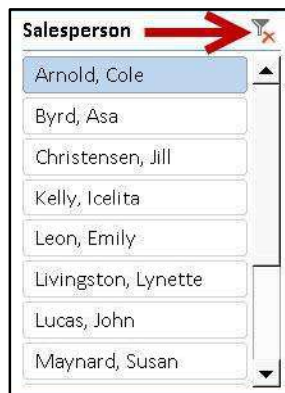 Salesperson
Arnold, Cole
Byrd, Asa
Christensen, Jill
Kelly, Icelita
Leon, Emily
Livingston, Lynette
Lucas, John
Maynard, Susan